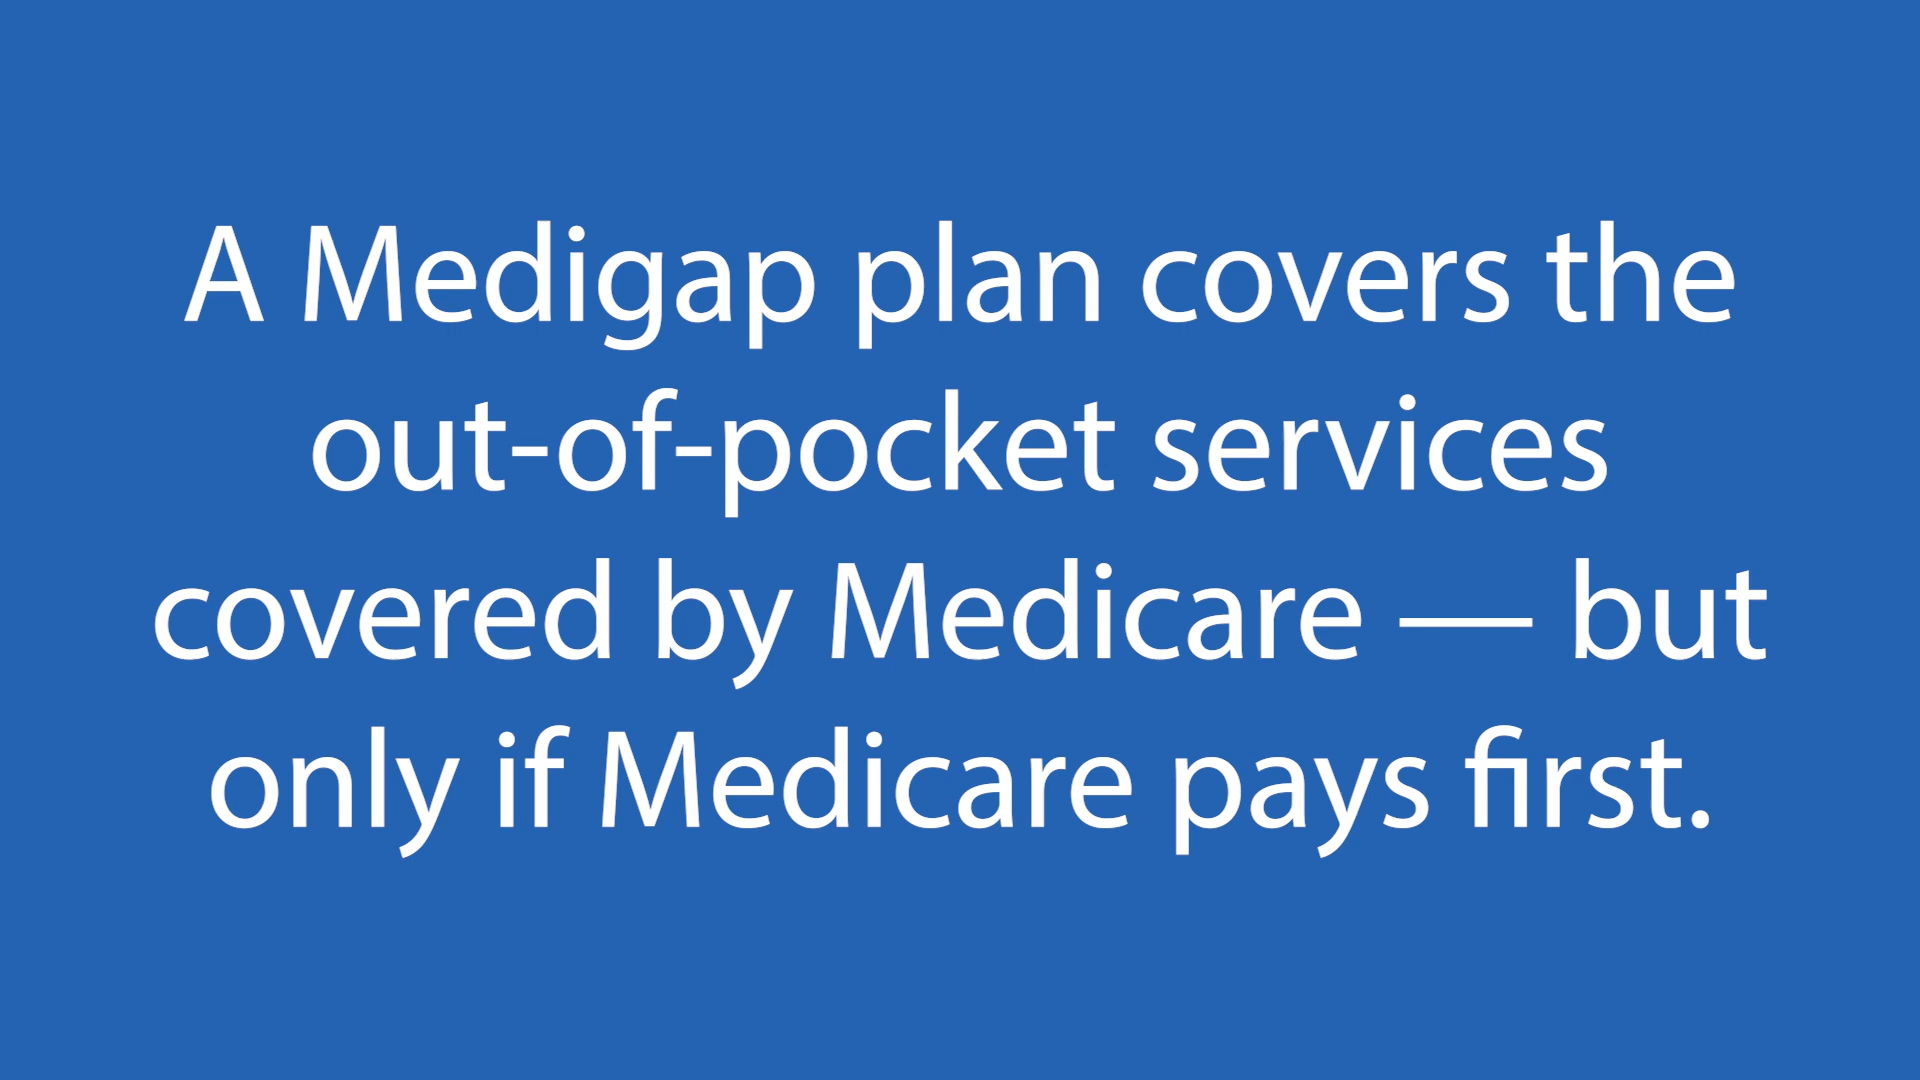 A Medigap plan covers the
out-of-pocket services
covered by Medicare — but
only if Medicare pays first.